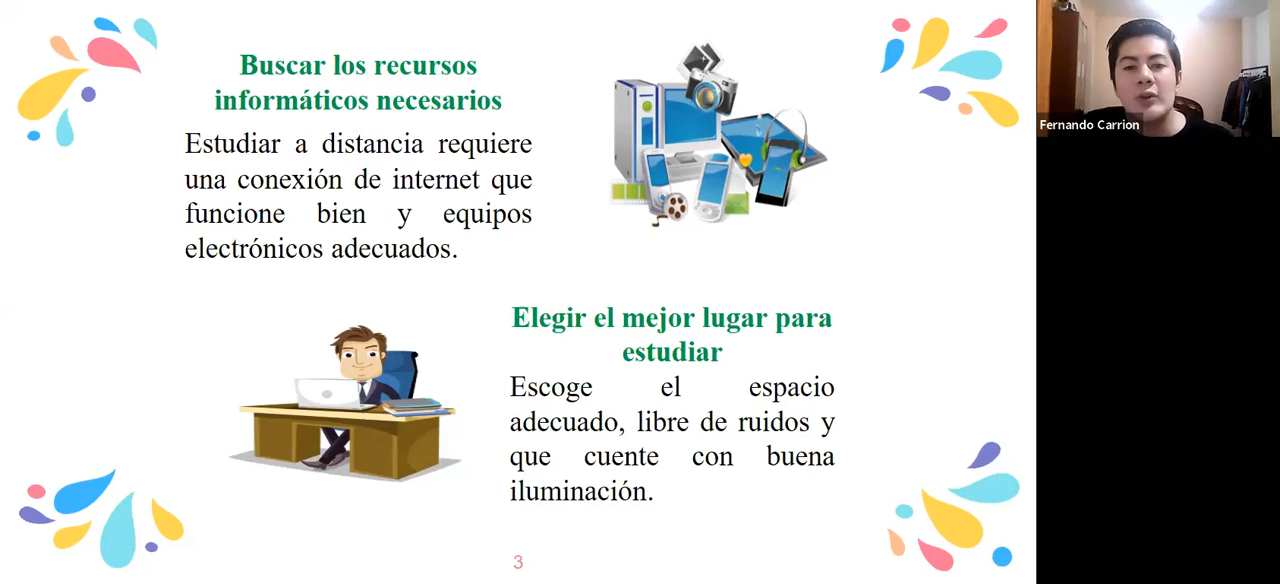 Buscar los recursos
informáticos necesarios
Estudiar a distancia requiere
una conexión de internet que
funcione bien y equipos
electrónicos adecuados.
Elegir el mejor lugar para
estudiar
Escoge el espacio
adecuado, libre de ruidos y
que cuente con buena
iluminación.
3
Fernando Carrion